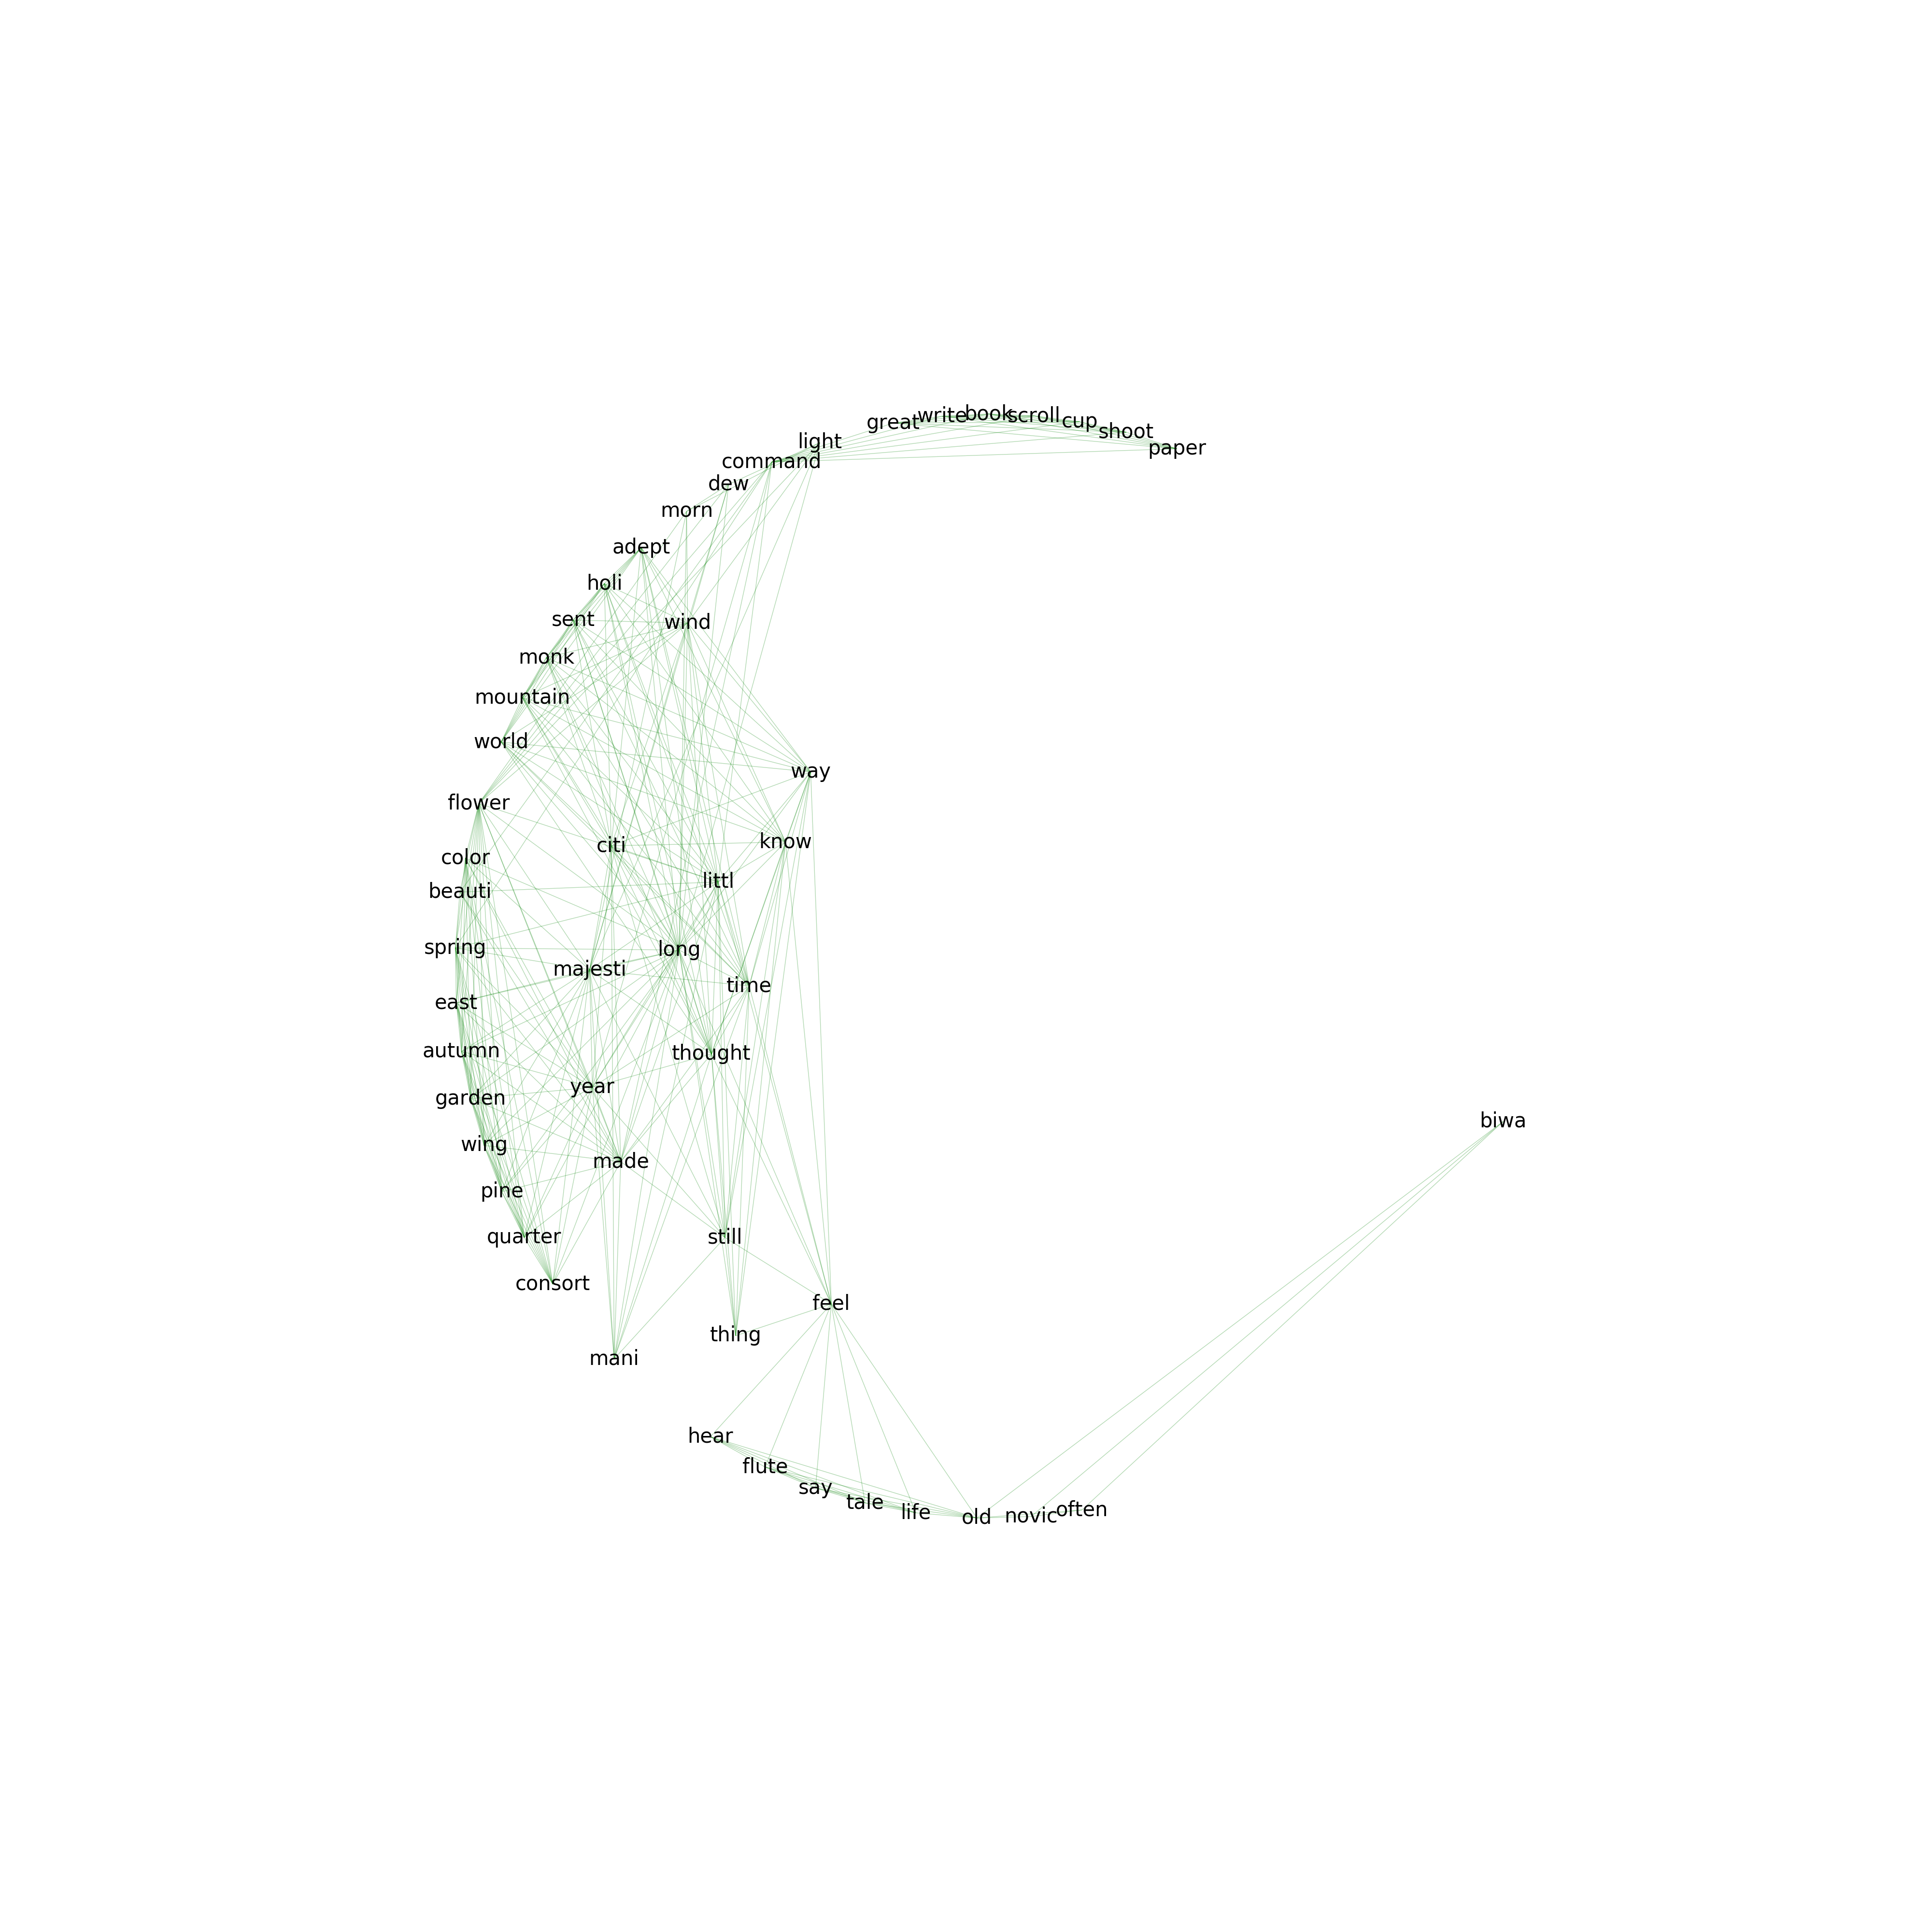 great
write
book
scroll
cup
shoot
paper
light
command
dew
morn
adept
holi
sent
wind
monk
mountain
world
way
flower
citi
know
color
littl
beauti
spring
long
majesti
time
east
autumn
thought
year
garden
biwa
wing
made
pine
quarter
still
consort
feel
thing
mani
hear
flute
say
tale
life
old
novic
often